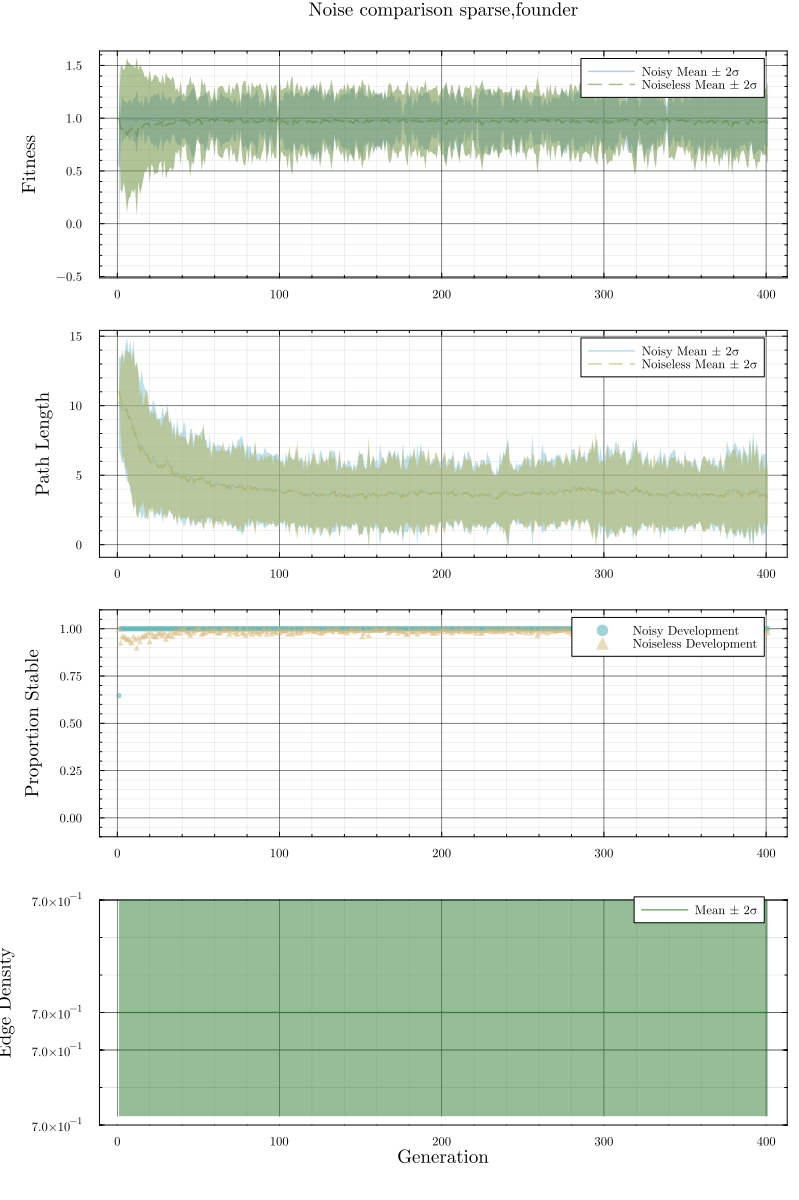 Noise comparison sparse,founder
1.5
1.0
0.5
0.0
−0.5
Fitness
Noisy Mean ± 2σ
Noiseless Mean ± 2σ
0 100 200 300 400
15
10
5
0
Path Length
Noisy Mean ± 2σ
Noiseless Mean ± 2σ
0 100 200 300 400
1.00
0.75
0.50
0.25
0.00
Proportion Stable
Noisy Development
Noiseless Development
0 100 200 300 400
7.0×10⁻¹
7.0×10⁻¹
7.0×10⁻¹
7.0×10⁻¹
Edge Density
Mean ± 2σ
0 100 200 300 400
Generation